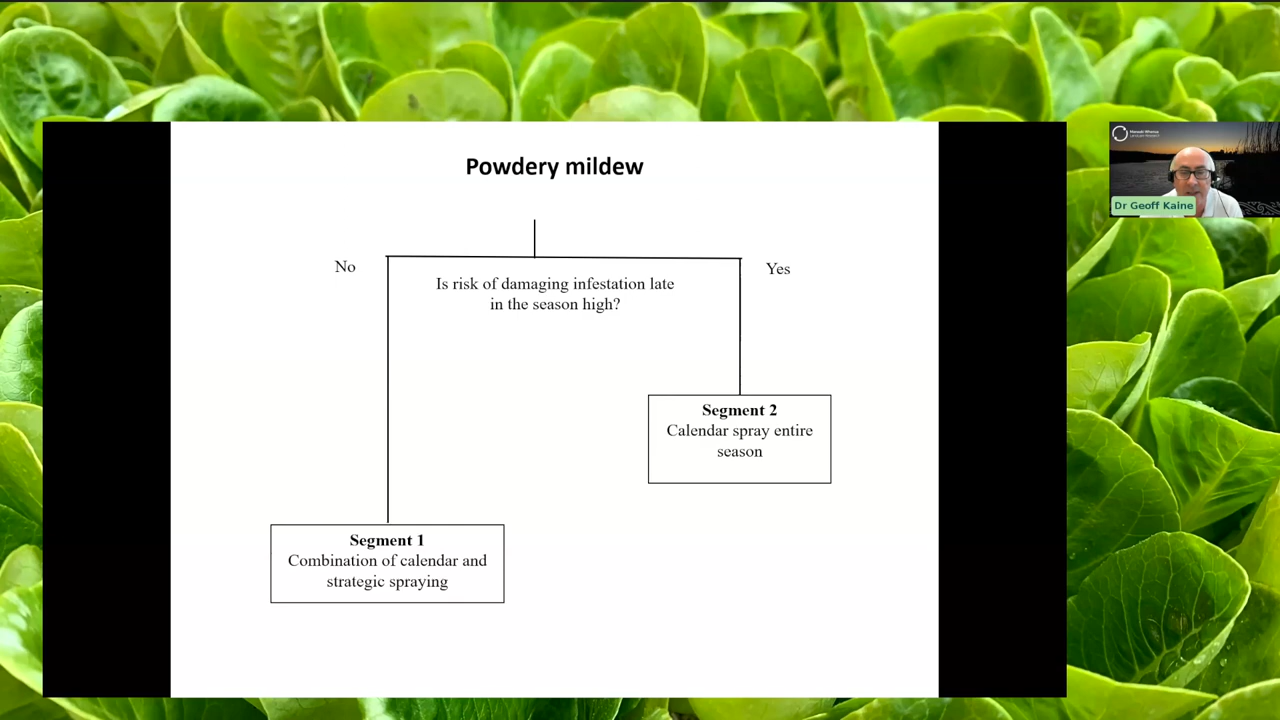 Powdery mildew
No
Yes
Is risk of damaging infestation late
in the season high?
Segment 2
Calendar spray entire
season
Segment 1
Combination of calendar and
strategic spraying
Dr Geoff Kaine